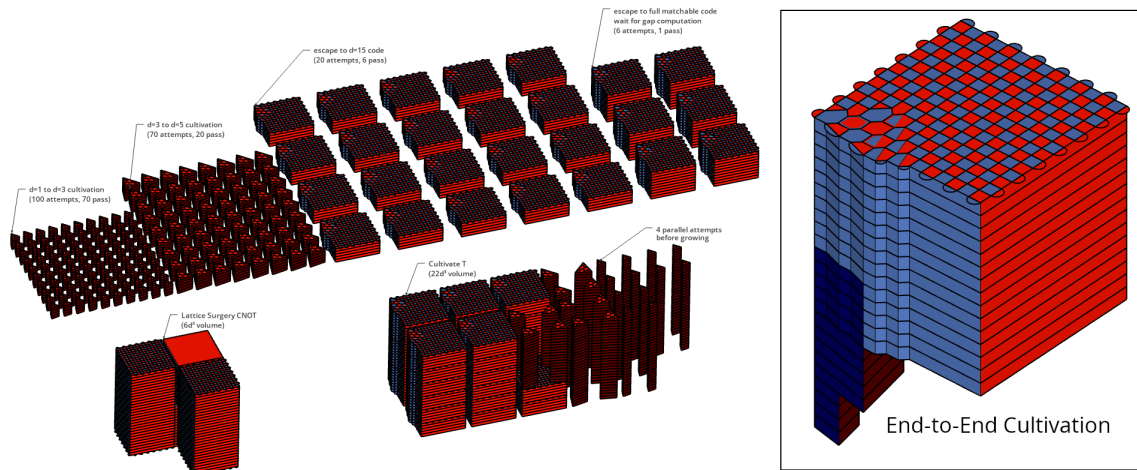 escape to full matchable code
wait for gap computation
(6 attempts, 1 pass)
escape to d=15 code
(20 attempts, 6 pass)
d=3 to d=5 cultivation
(70 attempts, 20 pass)
d=1 to d=3 cultivation
(100 attempts, 70 pass)
4 parallel attempts
before growing
Cultivate T
(22d³ volume)
Lattice Surgery CNOT
(6d³ volume)
End-to-End Cultivation